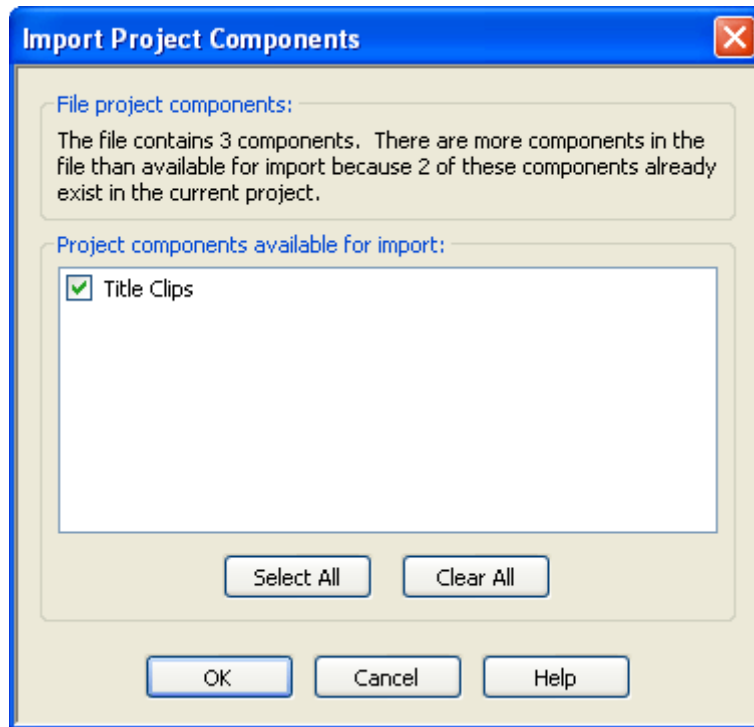 Import Project Components
File project components:
The file contains 3 components.  There are more components in the
file than available for import because 2 of these components already
exist in the current project.
Project components available for import:
Title Clips
Select All
Clear All
OK
Cancel
Help